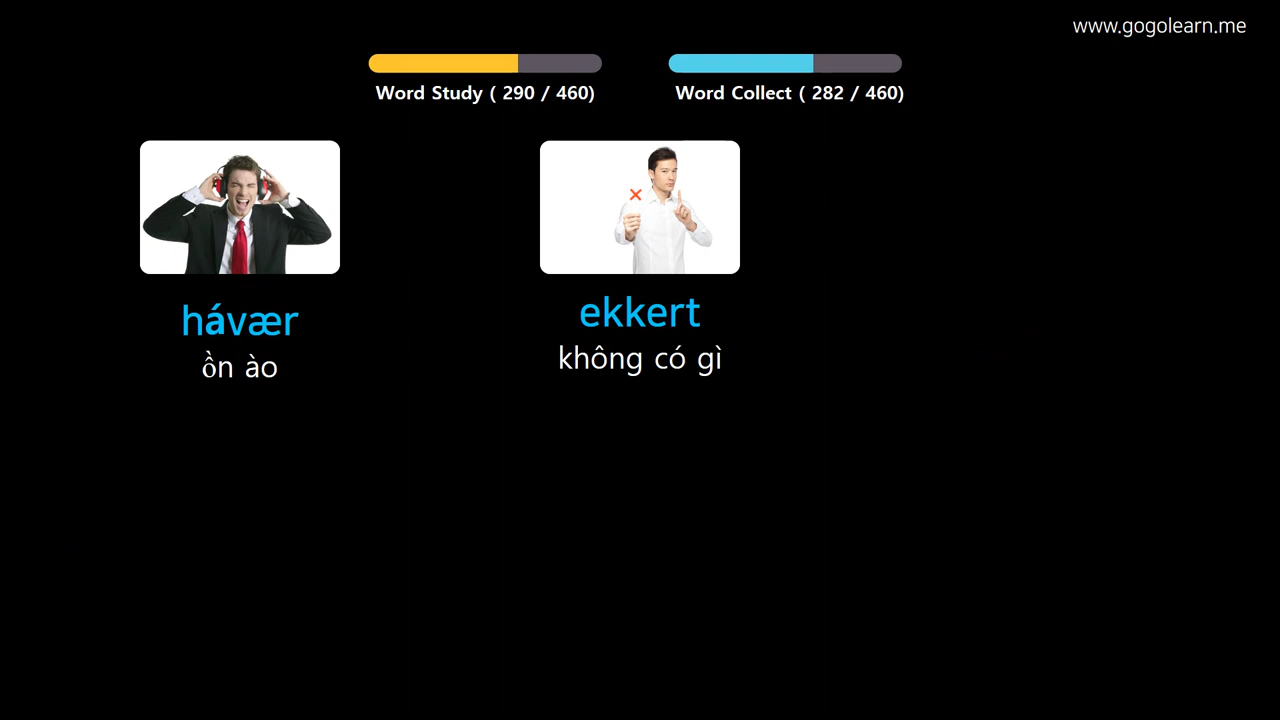 www.gogolearn.me
Word Study ( 290 / 460)
Word Collect ( 282 / 460)
hávær
ồn ào
ekkert
không có gì